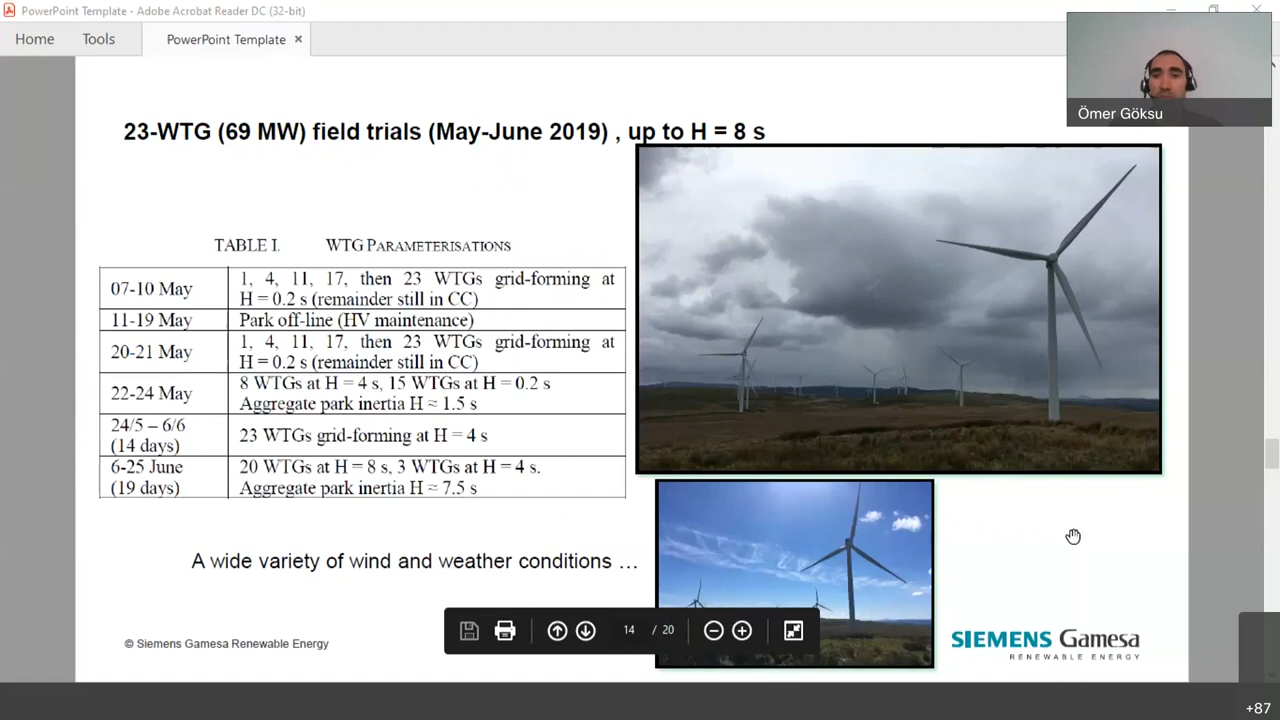 PowerPoint Template - Adobe Acrobat Reader DC (32-bit)
Home Tools PowerPoint Template ×
Ömer Göksu
23-WTG (69 MW) field trials (May-June 2019) , up to H = 8 s
TABLE I. WTG PARAMETERISATIONS
07-10 May 1, 4, 11, 17, then 23 WTGs grid-forming at
H = 0.2 s (remainder still in CC)
11-19 May Park off-line (HV maintenance)
20-21 May 1, 4, 11, 17, then 23 WTGs grid-forming at
H = 0.2 s (remainder still in CC)
22-24 May 8 WTGs at H = 4 s, 15 WTGs at H = 0.2 s
Aggregate park inertia H ≈ 1.5 s
24/5 – 6/6
(14 days) 23 WTGs grid-forming at H = 4 s
6-25 June 20 WTGs at H = 8 s, 3 WTGs at H = 4 s.
(19 days) Aggregate park inertia H ≈ 7.5 s
A wide variety of wind and weather conditions …
14 / 20
© Siemens Gamesa Renewable Energy
SIEMENS Gamesa
RENEWABLE ENERGY
+87